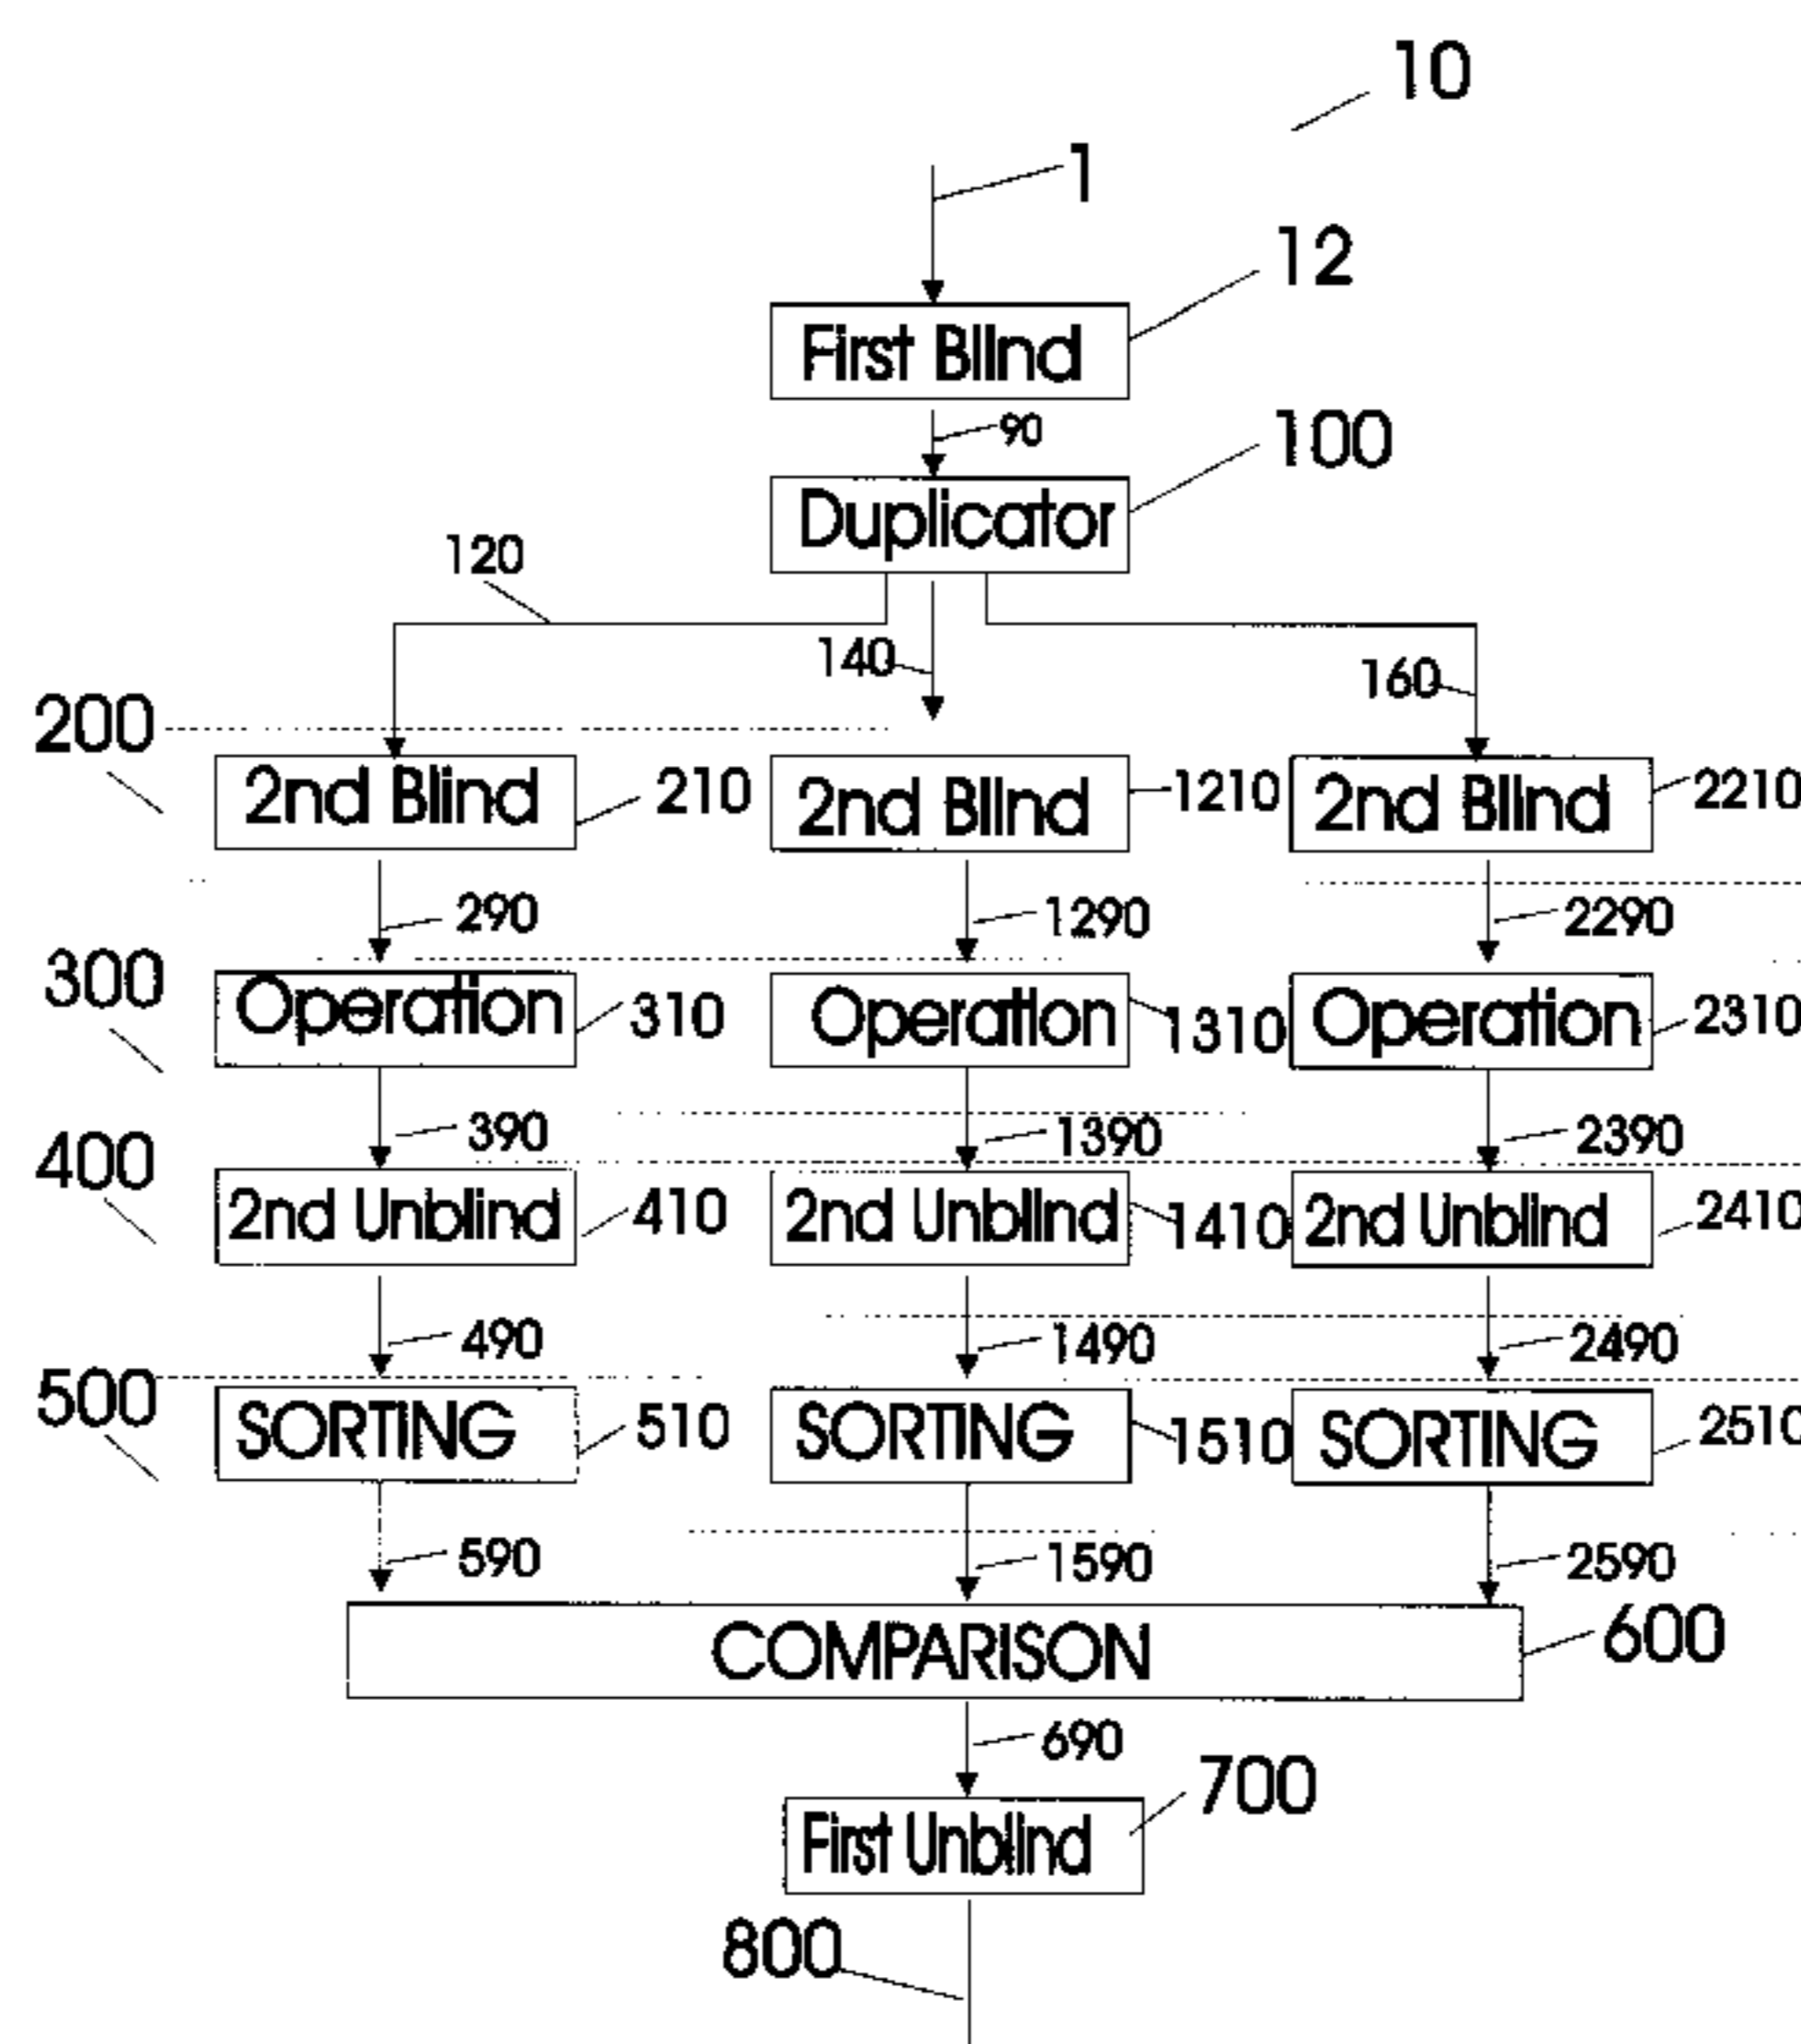 10
1
12
First Blind
90
100
Duplicator
120
140
160
200
2nd Blind 210 2nd Blind 1210 2nd Blind 2210
290 1290 2290
300
Operation 310 Operation 1310 Operation 2310
390 1390 2390
400
2nd Unblind 410 2nd Unblind 1410 2nd Unblind 2410
490 1490 2490
500
SORTING 510 SORTING 1510 SORTING 2510
590 1590 2590
COMPARISON 600
690
700
First Unblind
800